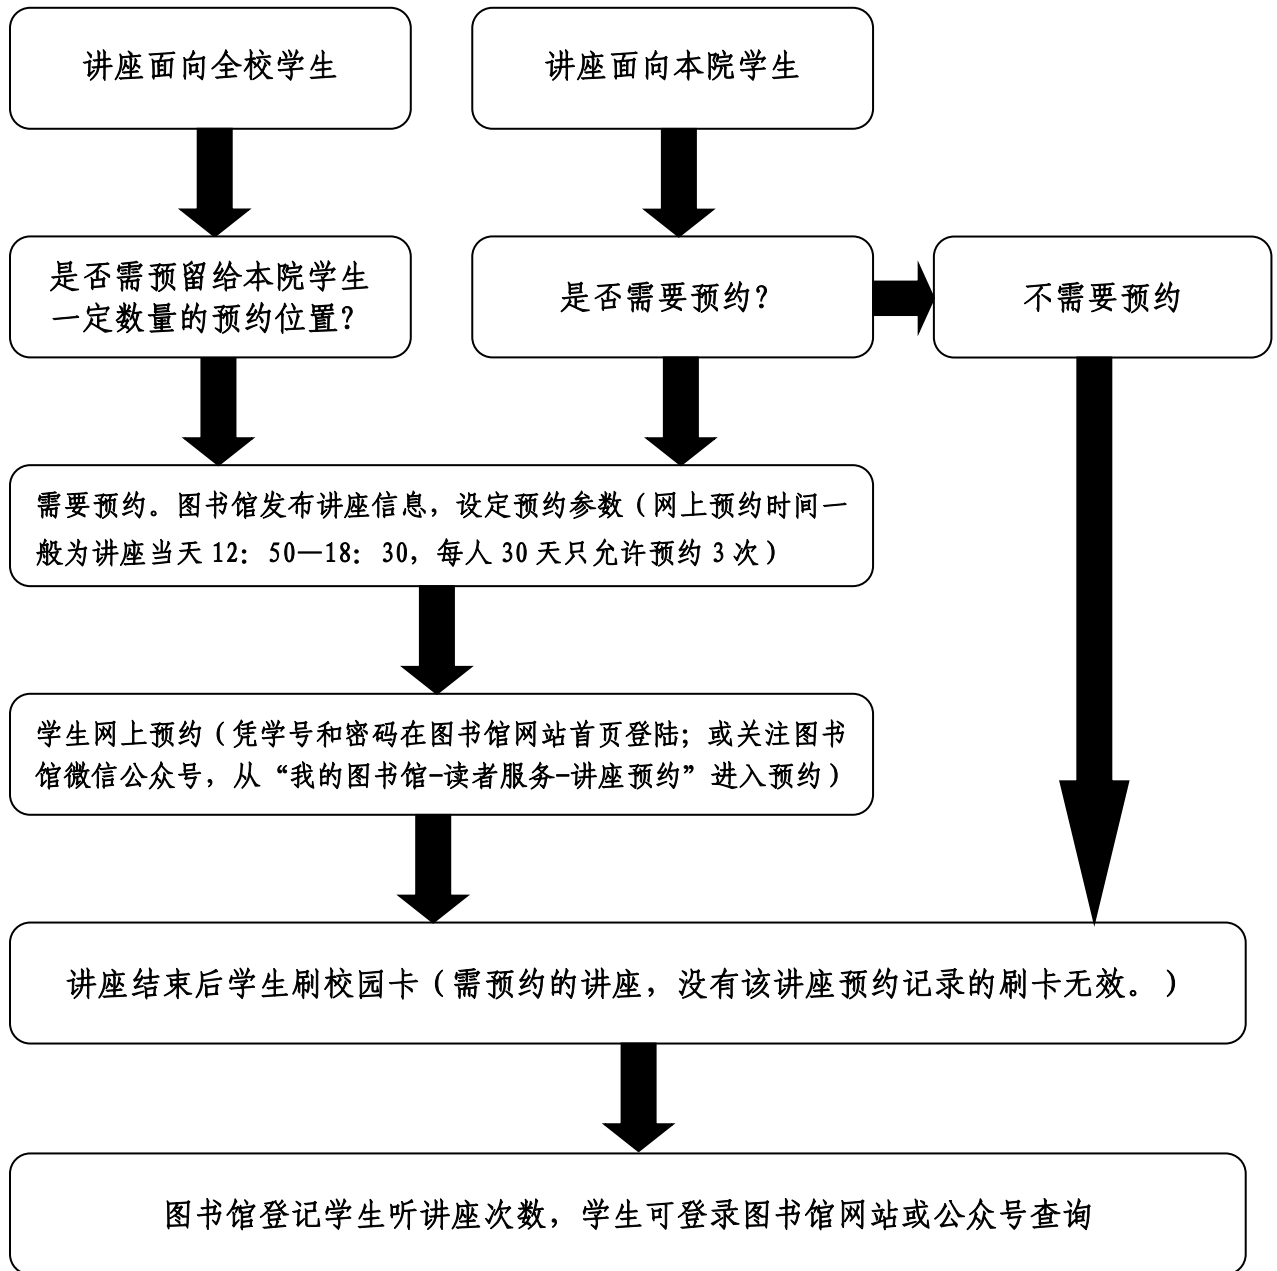 讲座面向全校学生
讲座面向本院学生
是否需预留给本院学生
一定数量的预约位置？
是否需要预约？
不需要预约
需要预约。图书馆发布讲座信息，设定预约参数（网上预约时间一
般为讲座当天12：50—18：30，每人30天只允许预约3次）
学生网上预约（凭学号和密码在图书馆网站首页登陆；或关注图书
馆微信公众号，从“我的图书馆-读者服务-讲座预约”进入预约）
讲座结束后学生刷校园卡（需预约的讲座，没有该讲座预约记录的刷卡无效。）
图书馆登记学生听讲座次数，学生可登录图书馆网站或公众号查询